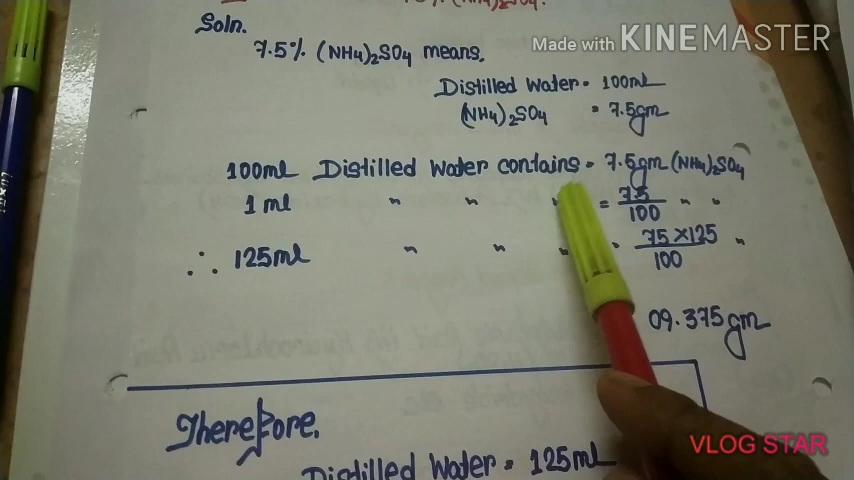 Soln.
Made with KINEMASTER
7.5% (NH4)2SO4 means,
Distilled Water = 100ml
(NH4)2SO4 = 7.5gm
100ml Distilled Water contains = 7.5gm (NH4)2SO4
1 ml " " " = 75/100 " "
∴ 125ml " " " " 75×125/100 "
09.375gm
Therefore,
VLOG STAR
Distilled Water = 125ml